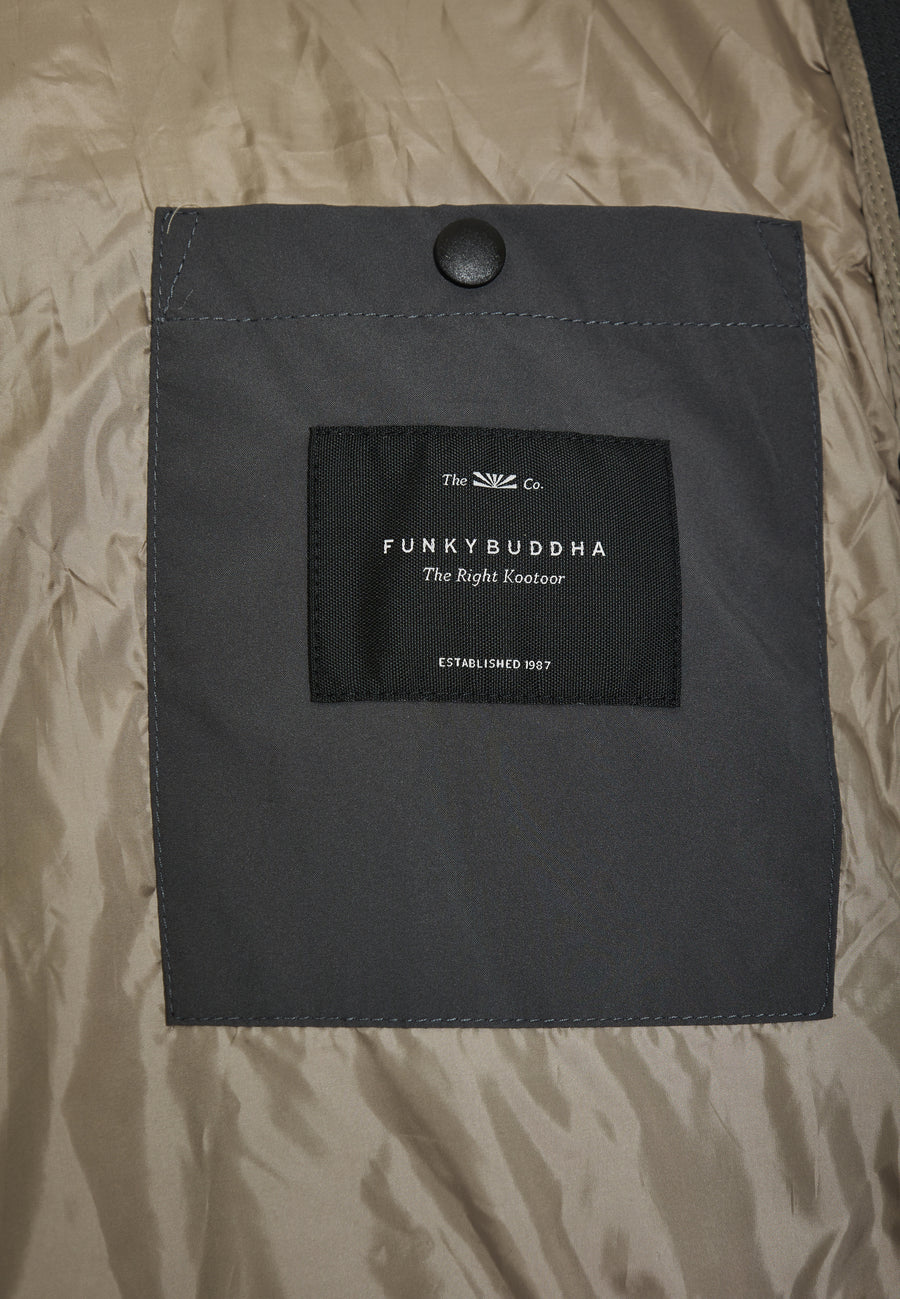 The Co.
FUNKYBUDDHA
The Right Kootoor
ESTABLISHED 1987